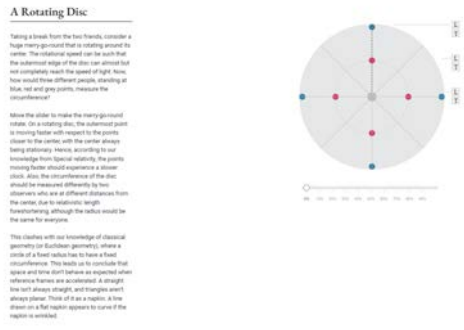 A Rotating Disc
Taking a break from the two friends, consider a
huge merry-go-round that is rotating around its
center. The rotational speed can be such that
the outermost edge of the disc can almost but
not completely reach the speed of light. Now,
how would three different people, standing at
blue, red and grey points, measure the
circumference?
Move the slider to make the merry-go-round
rotate. On a rotating disc, the outermost point
is moving faster with respect to the points
closer to the center, with the center always
being stationary. Hence, according to our
knowledge from Special relativity, the points
moving faster should experience a slower
clock. Also, the circumference of the disc
should be measured differently by two
observers who are at different distances from
the center, due to relativistic length
foreshortening, although the radius would be
the same for everyone.
This clashes with our knowledge of classical
geometry (or Euclidean geometry), where a
circle of a fixed radius has to have a fixed
circumference. This leads us to conclude that
space and time don't behave as expected when
reference frames are accelerated. A straight
line isn't always straight, and triangles aren't
always planar. Think of it as a napkin. A line
drawn on a flat napkin appears to curve if the
napkin is wrinkled.
L
T
L
T
L
T